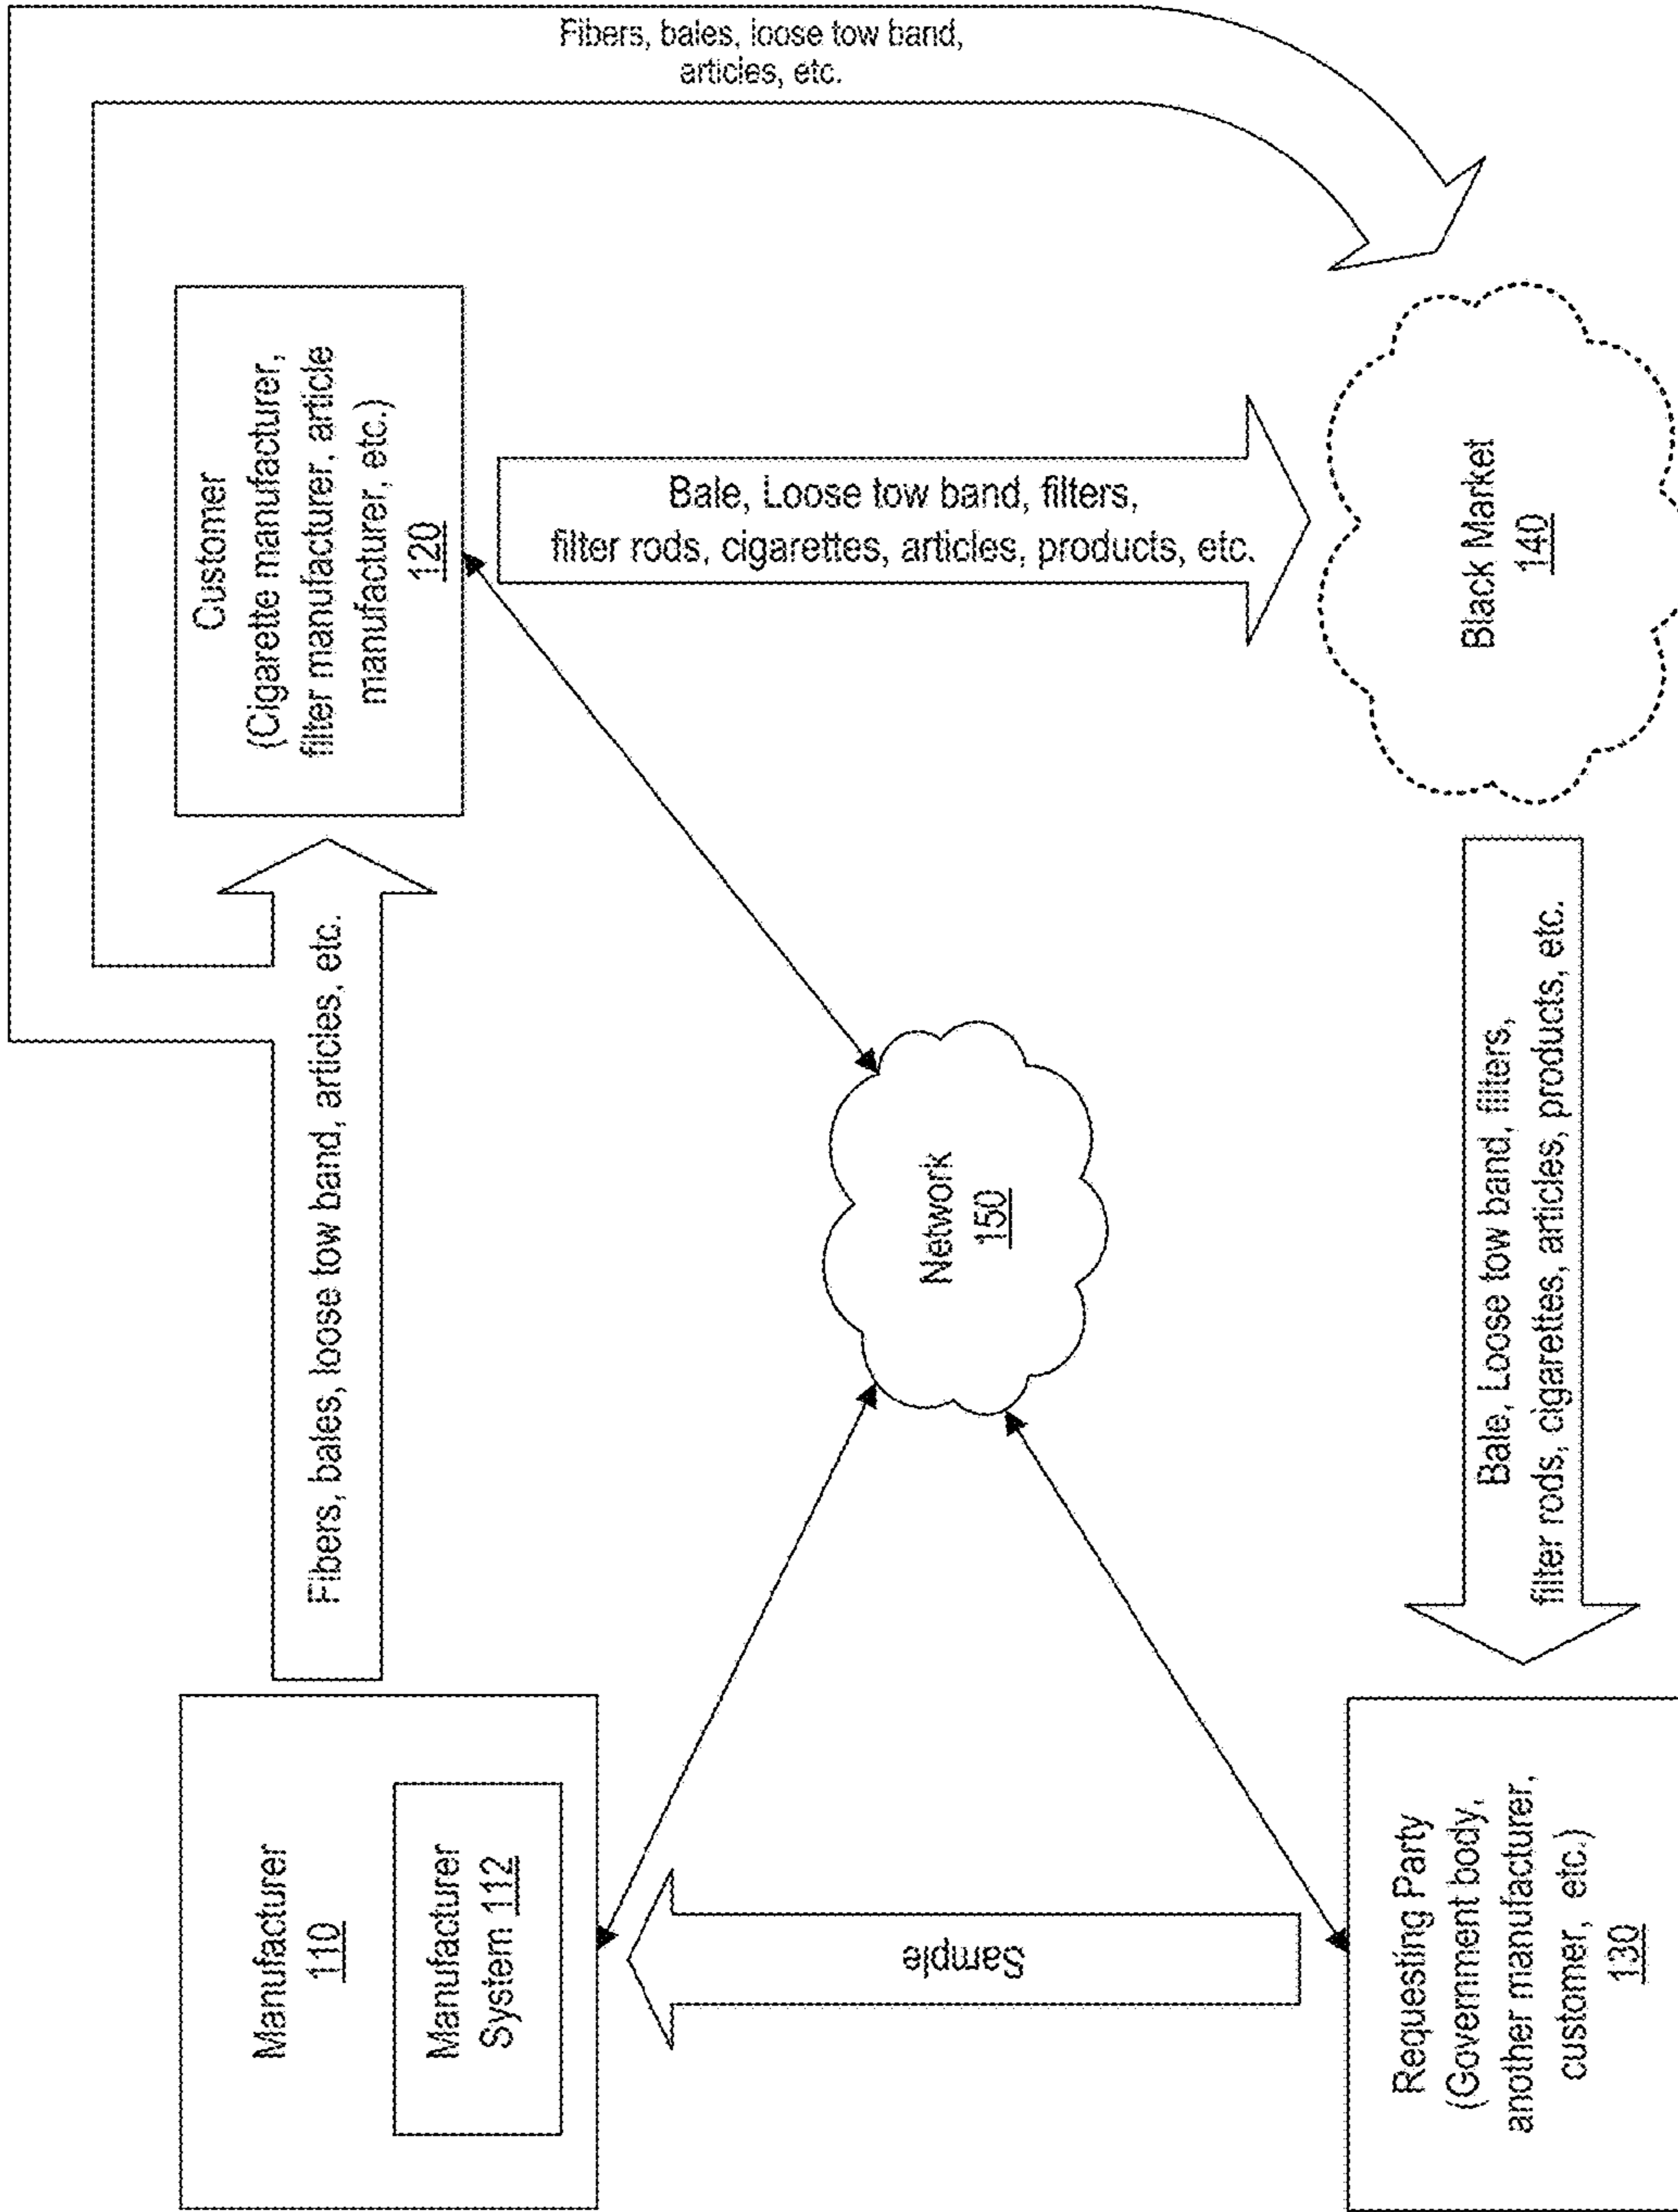 Fibers, bales, loose tow band,
articles, etc.
Manufacturer
110
Manufacturer
System 112
Fibers, bales, loose tow band, articles, etc.
Customer
(Cigarette manufacturer,
filter manufacturer, article
manufacturer, etc.)
120
Sample
Network
150
Bale, Loose tow band, filters,
filter rods, cigarettes, articles, products, etc.
Requesting Party
(Government body,
another manufacturer,
customer, etc.)
130
Bale, Loose tow band, filters,
filter rods, cigarettes, articles, products, etc.
Black Market
140